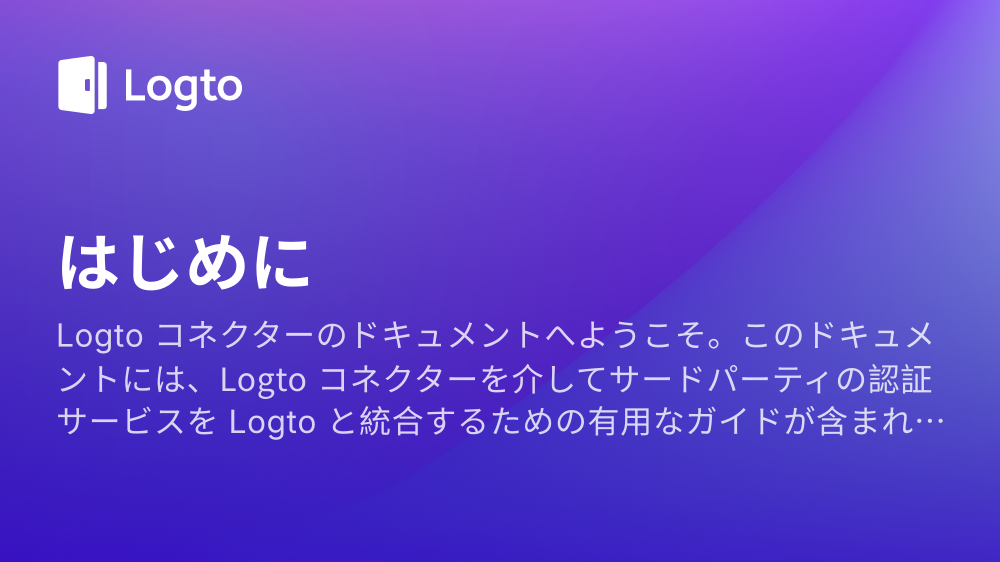 Logto
はじめに
Logto コネクターのドキュメントへようこそ。このドキュメ
ントには、Logto コネクターを介してサードパーティの認証
サービスを Logto と統合するための有用なガイドが含まれ…